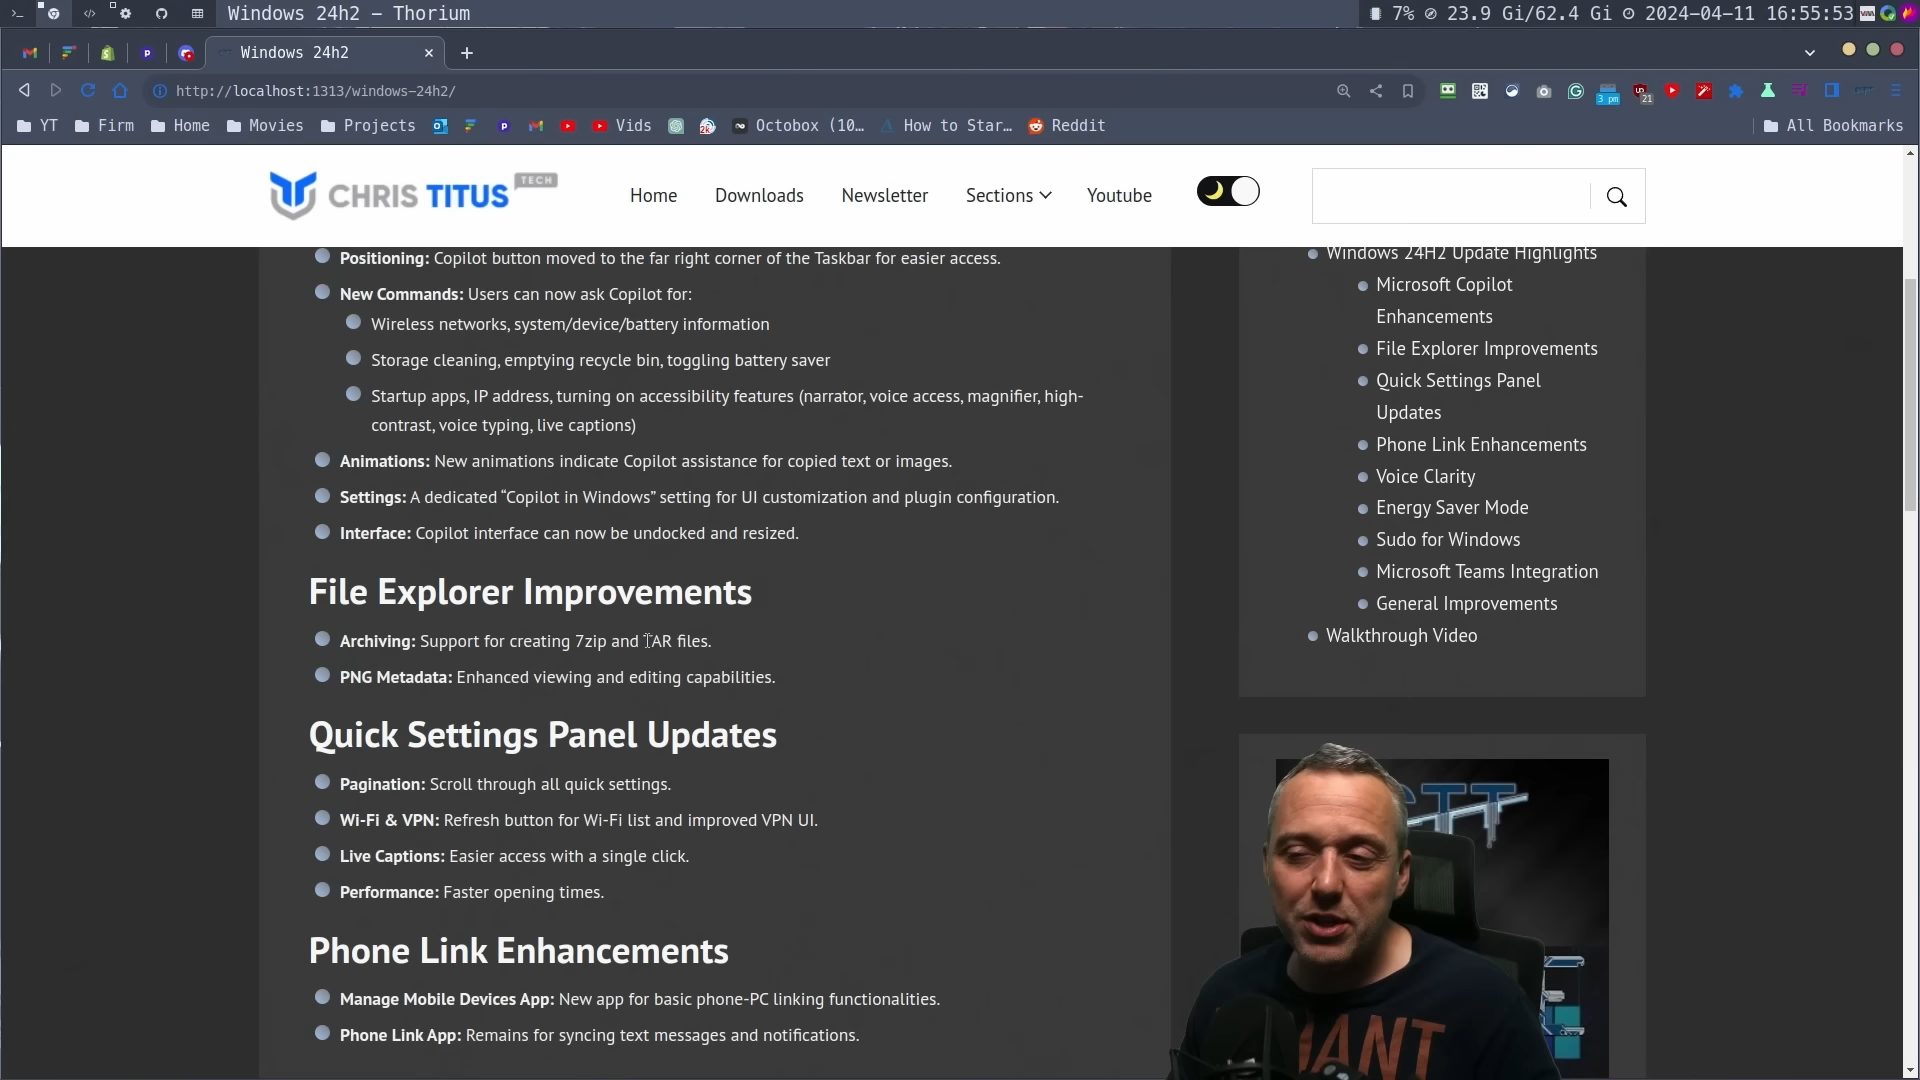 Windows 24h2 – Thorium
7% 23.9 Gi/62.4 Gi 2024-04-11 16:55:53
Windows 24h2
http://localhost:1313/windows-24h2/
3 pm
21
YT Firm Home Movies Projects Vids Octobox (10… How to Star… Reddit All Bookmarks
CHRIS TITUS TECH
Home Downloads Newsletter Sections Youtube
Positioning: Copilot button moved to the far right corner of the Taskbar for easier access.
New Commands: Users can now ask Copilot for:
Wireless networks, system/device/battery information
Storage cleaning, emptying recycle bin, toggling battery saver
Startup apps, IP address, turning on accessibility features (narrator, voice access, magnifier, high-
contrast, voice typing, live captions)
Animations: New animations indicate Copilot assistance for copied text or images.
Settings: A dedicated “Copilot in Windows” setting for UI customization and plugin configuration.
Interface: Copilot interface can now be undocked and resized.
File Explorer Improvements
Archiving: Support for creating 7zip and TAR files.
PNG Metadata: Enhanced viewing and editing capabilities.
Quick Settings Panel Updates
Pagination: Scroll through all quick settings.
Wi-Fi & VPN: Refresh button for Wi-Fi list and improved VPN UI.
Live Captions: Easier access with a single click.
Performance: Faster opening times.
Phone Link Enhancements
Manage Mobile Devices App: New app for basic phone-PC linking functionalities.
Phone Link App: Remains for syncing text messages and notifications.
Windows 24H2 Update Highlights
Microsoft Copilot
Enhancements
File Explorer Improvements
Quick Settings Panel
Updates
Phone Link Enhancements
Voice Clarity
Energy Saver Mode
Sudo for Windows
Microsoft Teams Integration
General Improvements
Walkthrough Video